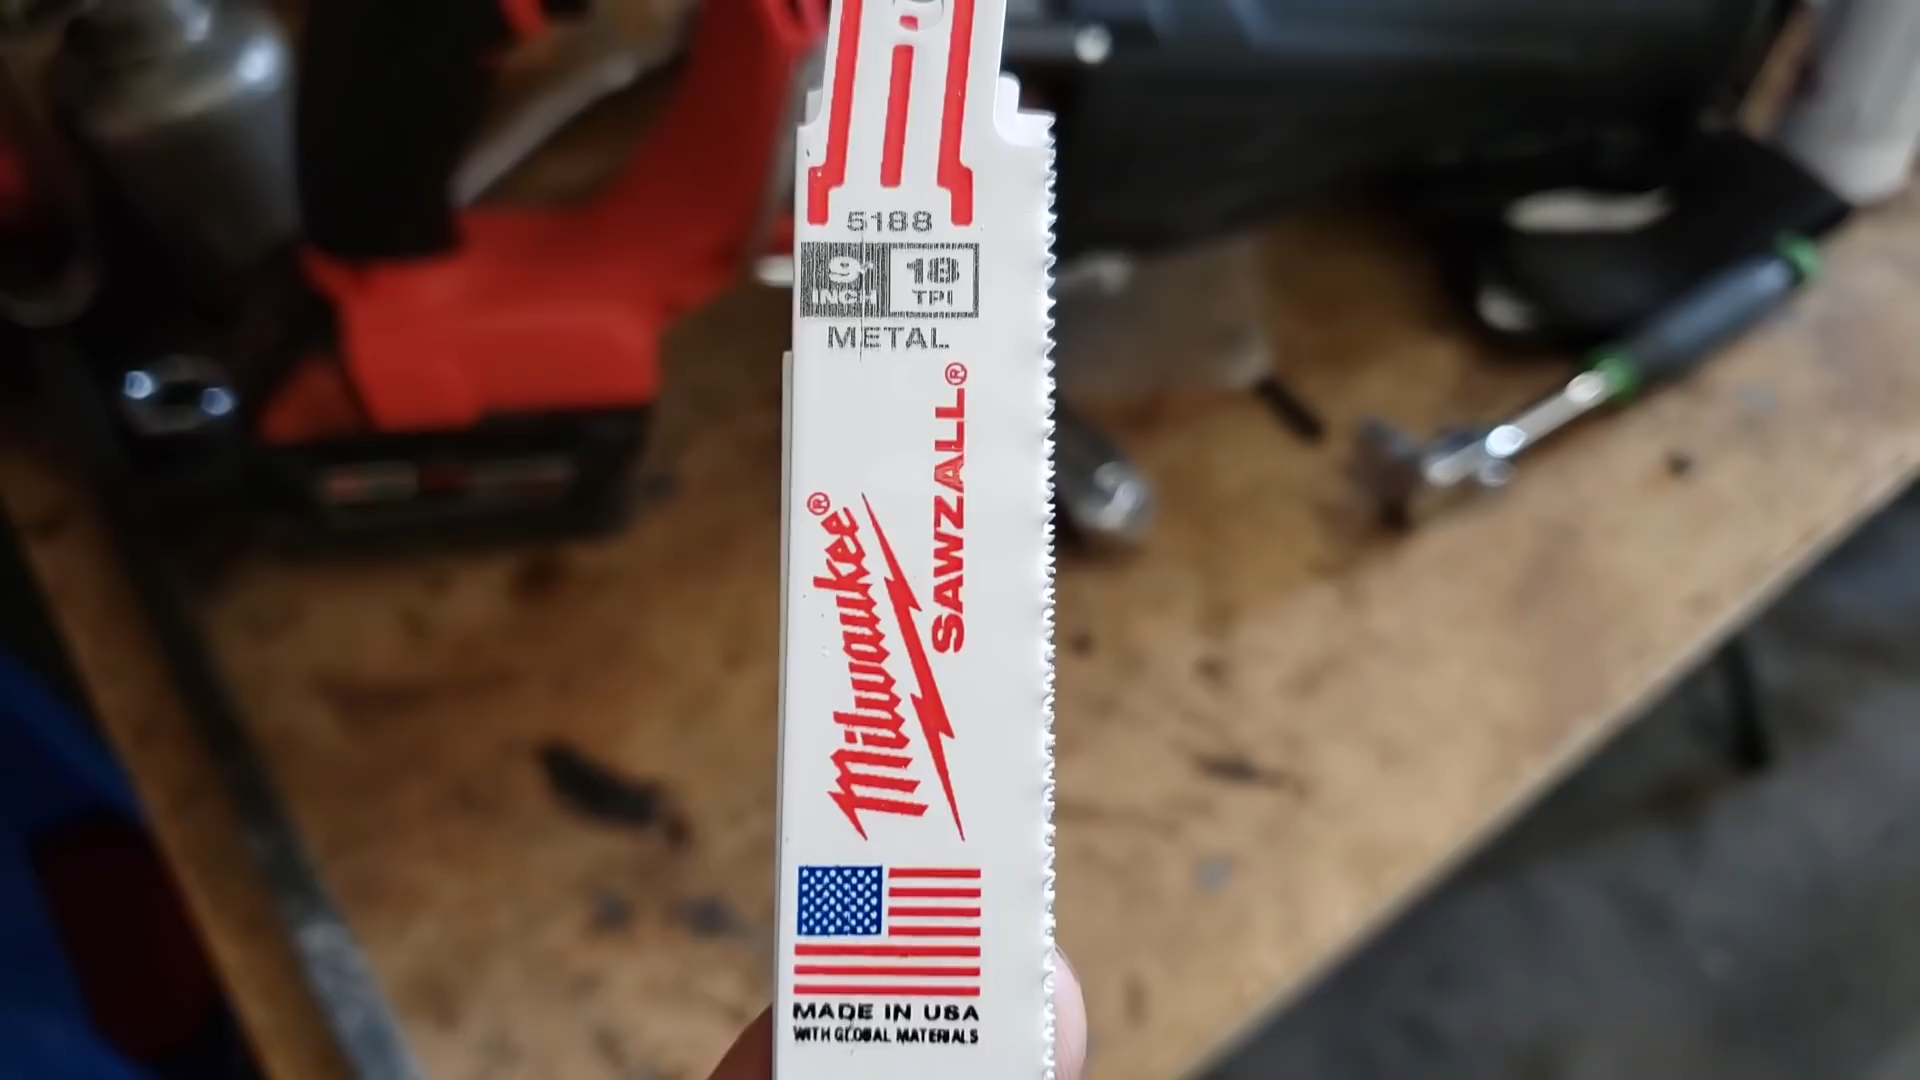 5188
9"
INCH
18
TPI
METAL
SAWZALL®
Milwaukee®
MADE IN USA
WITH GLOBAL MATERIALS